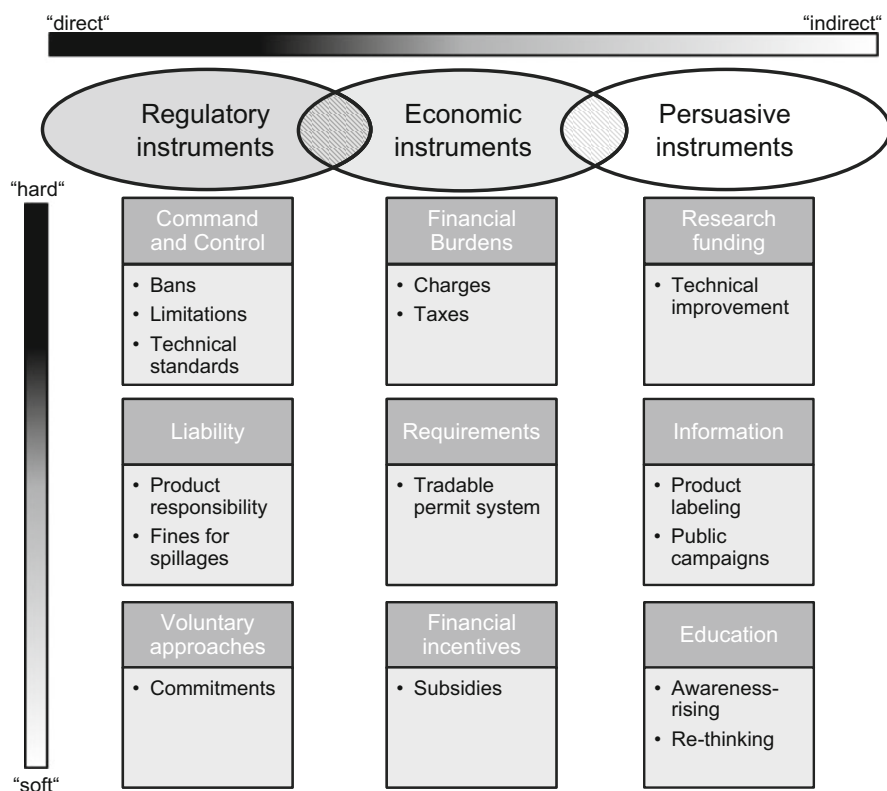 “direct“
“indirect“
Regulatory
instruments
Economic
instruments
Persuasive
instruments
“hard“
Command
and Control
• Bans
• Limitations
• Technical
standards
Financial
Burdens
• Charges
• Taxes
Research
funding
• Technical
improvement
Liability
• Product
responsibility
• Fines for
spillages
Requirements
• Tradable
permit system
Information
• Product
labeling
• Public
campaigns
Voluntary
approaches
• Commitments
Financial
incentives
• Subsidies
Education
• Awareness-
rising
• Re-thinking
“soft“